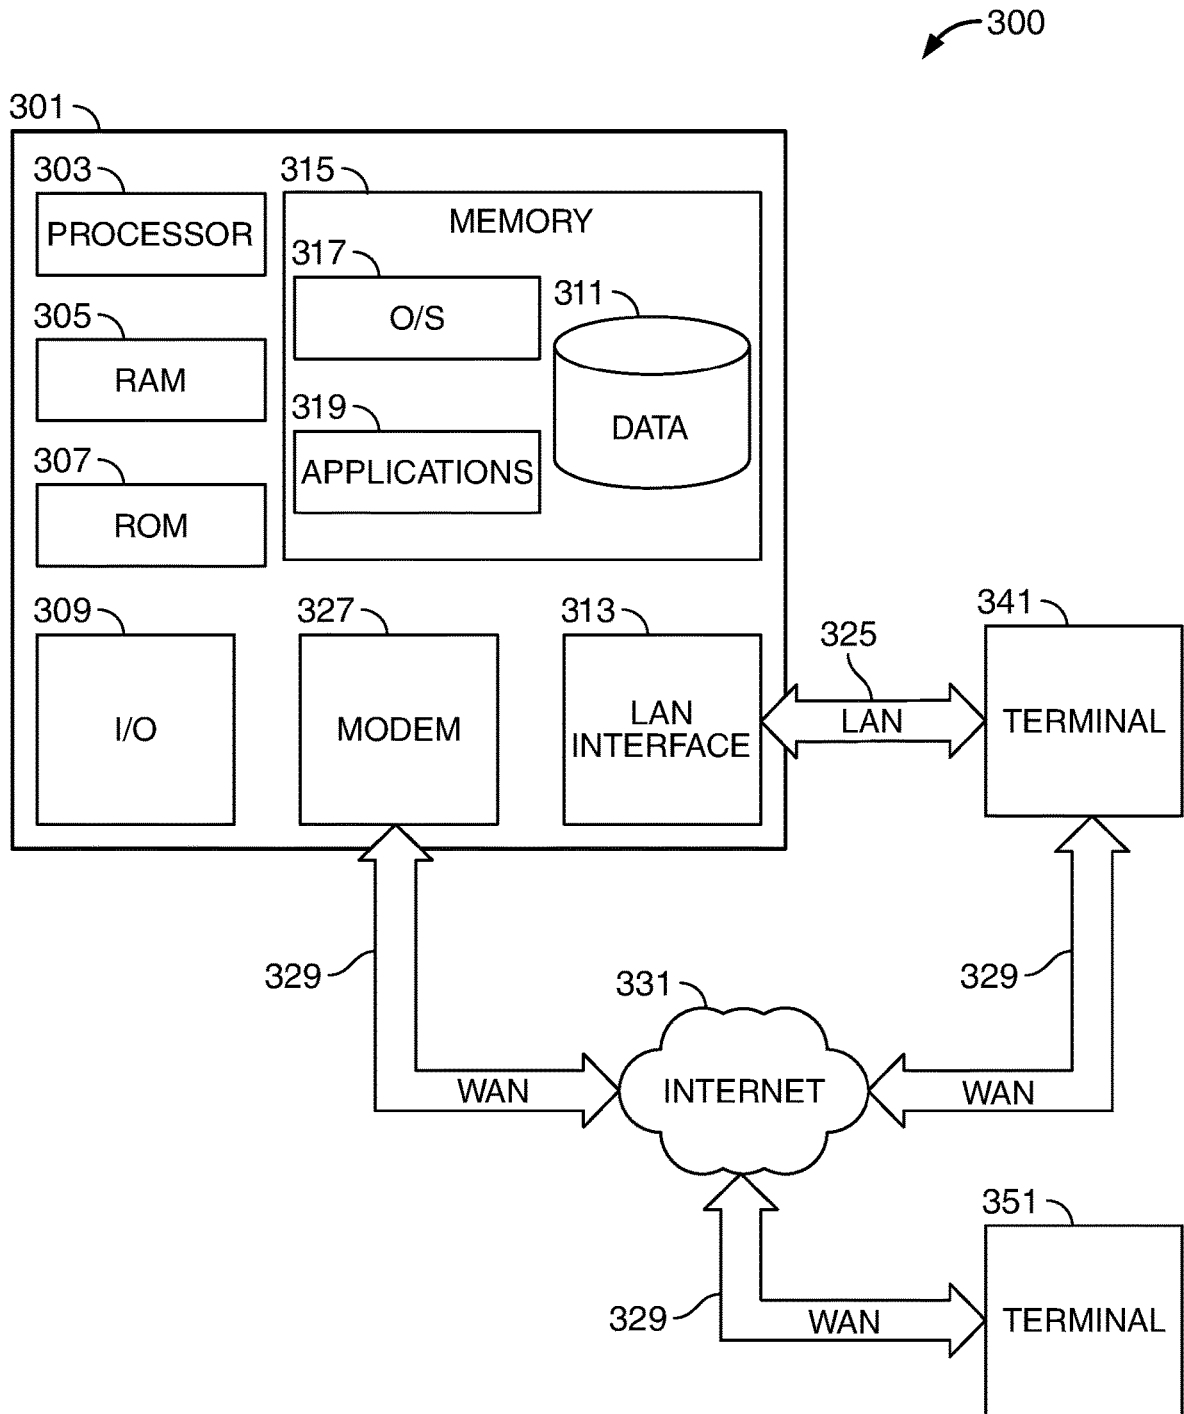 300
301
303
PROCESSOR
305
RAM
307
ROM
315
MEMORY
317
O/S
311
DATA
319
APPLICATIONS
309
I/O
327
MODEM
313
LAN
INTERFACE
325
LAN
341
TERMINAL
329
WAN
331
INTERNET
329
WAN
329
WAN
351
TERMINAL